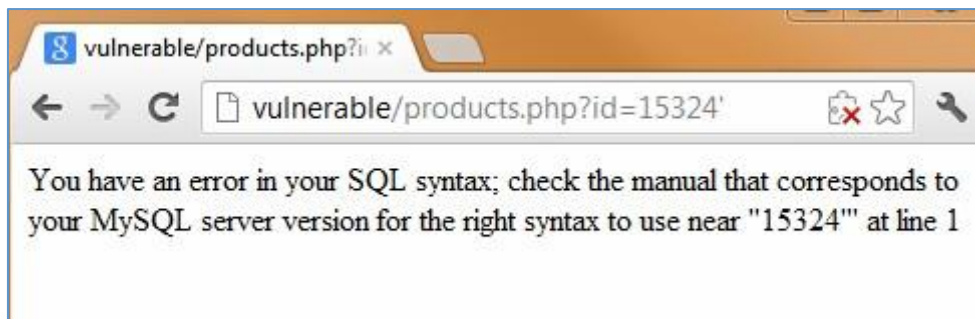 vulnerable/products.php?i
vulnerable/products.php?id=15324'
You have an error in your SQL syntax; check the manual that corresponds to
your MySQL server version for the right syntax to use near "15324"' at line 1